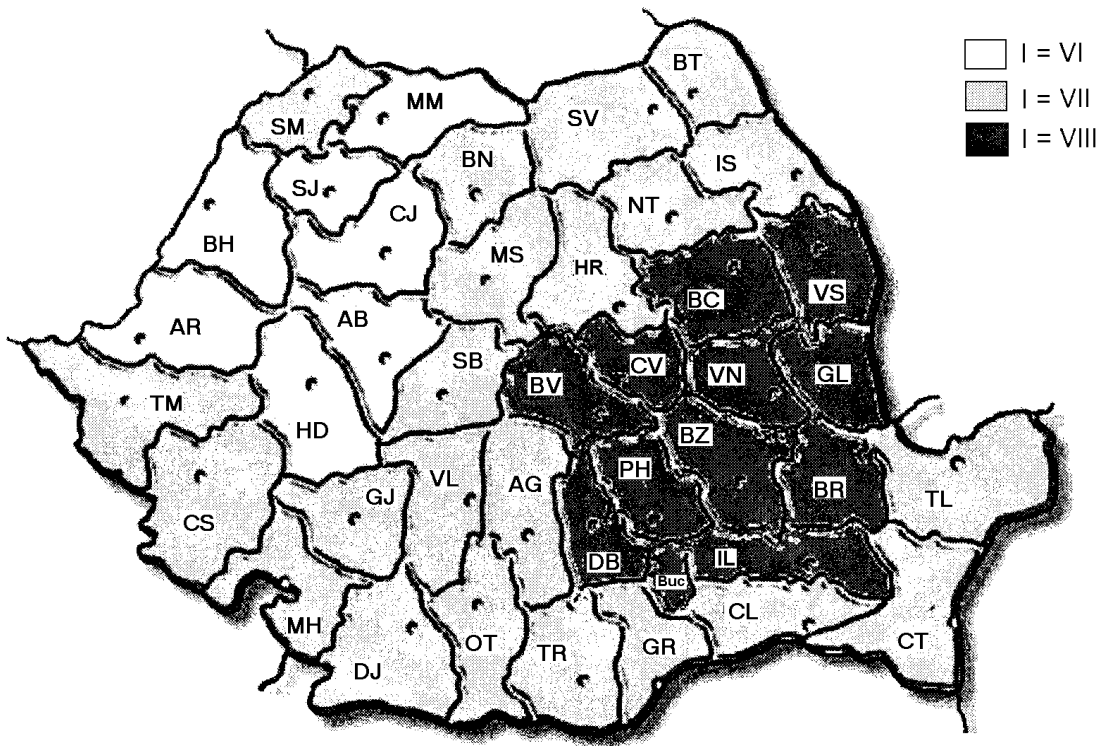 BT
I = VI
MM
SV
I = VII
SM
I = VIII
BN
IS
SJ
CJ
NT
BH
MS
HR
BC
VS
AR
AB
SB
CV
VN
GL
BV
TM
HD
BZ
PH
BR
VL
AG
TL
GJ
CS
DB
IL
Buc
CL
MH
OT
TR
GR
CT
DJ